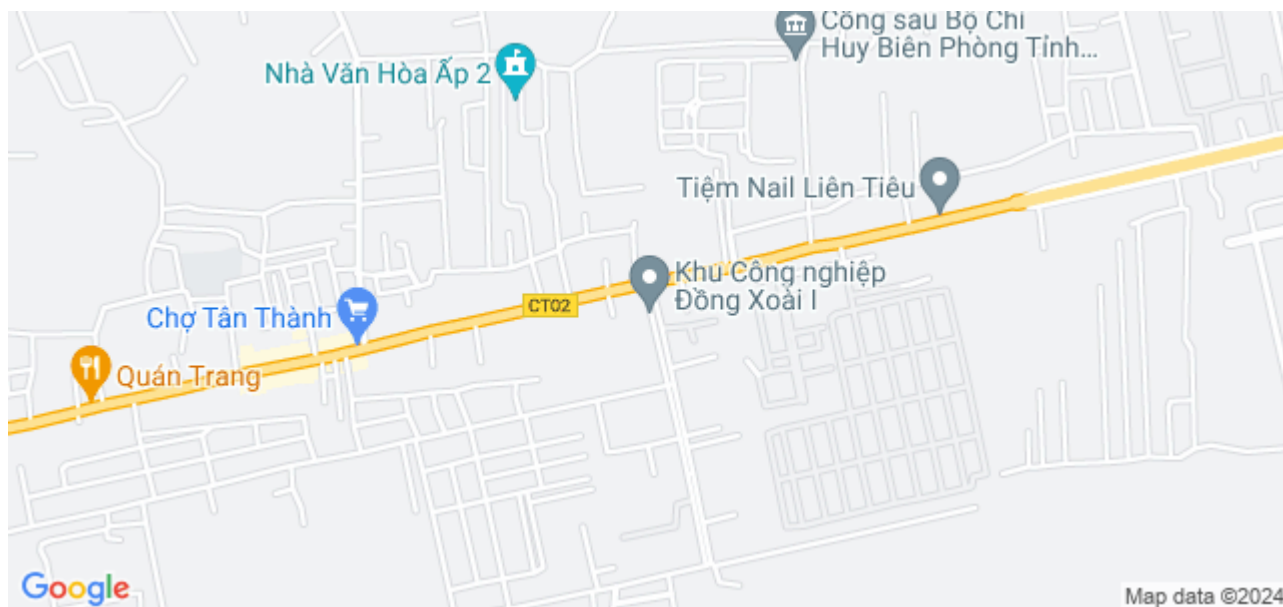 Cổng sau Bộ Chỉ
Huy Biên Phòng Tỉnh...
Nhà Văn Hòa Ấp 2
Tiệm Nail Liên Tiêu
Khu Công nghiệp
Đồng Xoài I
CT02
Chợ Tân Thành
Quán Trang
Google
Map data ©2024